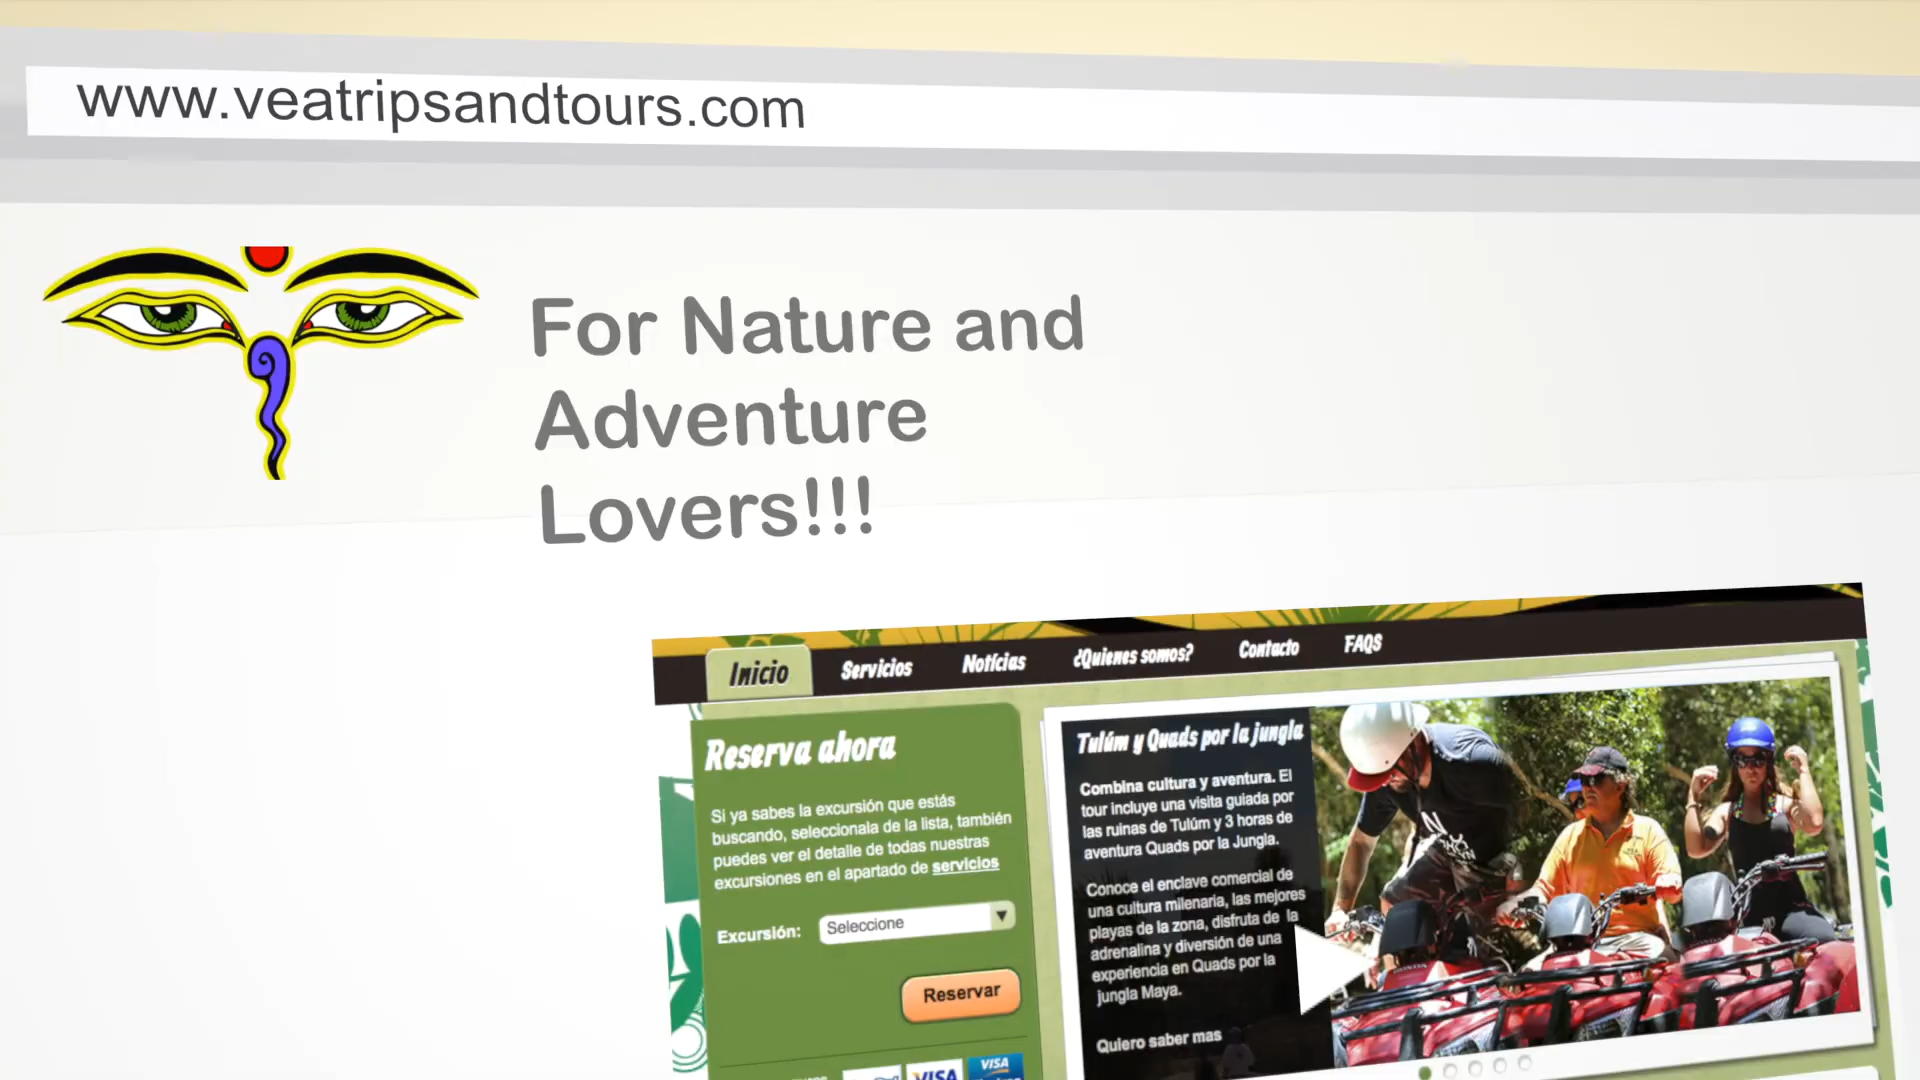 www.veatripsandtours.com
For Nature and
Adventure
Lovers!!!
Inicio
Servicios
Notícias
¿Quienes somos?
Contacto
FAQS
Reserva ahora
Si ya sabes la excursión que estás
buscando, seleccionala de la lista, también
puedes ver el detalle de todas nuestras
excursiones en el apartado de servicios
Excursión:
Seleccione
Reservar
VISA
VISA
Tulúm y Quads por la jungla
Combina cultura y aventura. El
tour incluye una visita guiada por
las ruinas de Tulúm y 3 horas de
aventura Quads por la Jungla.
Conoce el enclave comercial de
una cultura milenaria, las mejores
playas de la zona, disfruta de la
adrenalina y diversión de una
experiencia en Quads por la
jungla Maya.
Quiero saber mas
HONDA